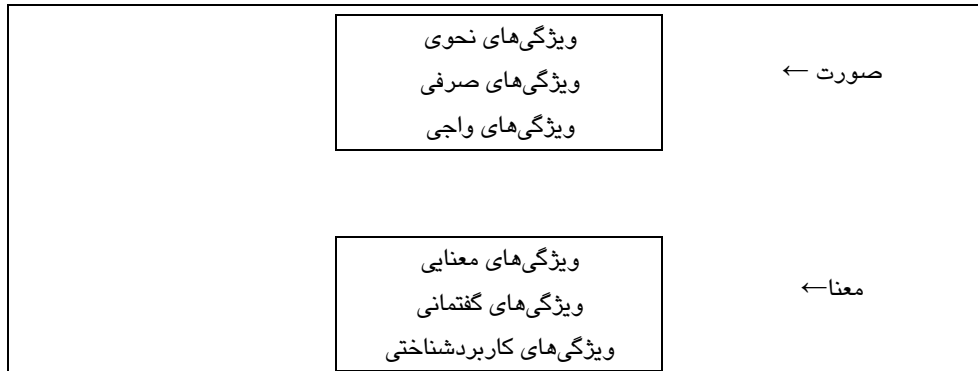 ویژگی‌های نحوی
صورت ←
ویژگی‌های صرفی
ویژگی‌های واجی
ویژگی‌های معنایی
معنا←
ویژگی‌های گفتمانی
ویژگی‌های کاربردشناختی